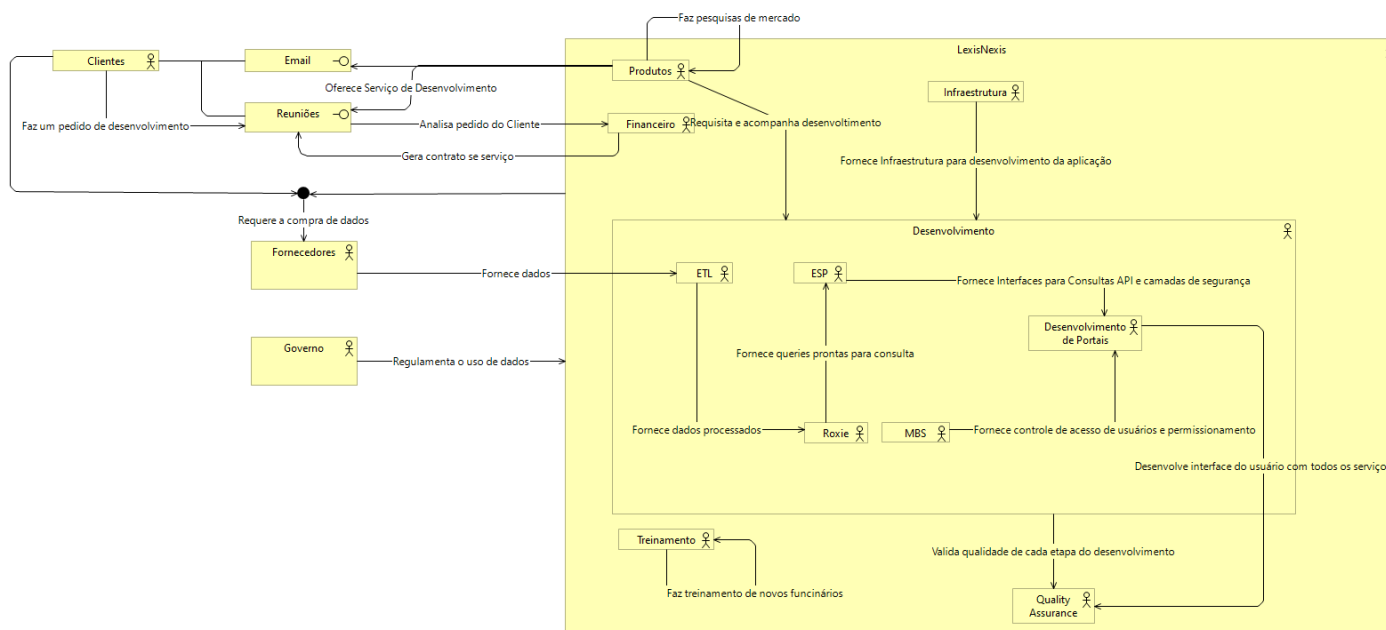 Faz pesquisas de mercado
LexisNexis
Clientes
Email
Produtos
Oferece Serviço de Desenvolvimento
Infraestrutura
Reuniões
Faz um pedido de desenvolvimento
Analisa pedido do Cliente
Financeiro
Requisita e acompanha desenvoltimento
Gera contrato se serviço
Fornece Infraestrutura para desenvolvimento da aplicação
Requere a compra de dados
Desenvolvimento
Fornecedores
Fornece dados
ETL
ESP
Fornece Interfaces para Consultas API e camadas de segurança
Desenvolvimento
de Portais
Governo
Regulamenta o uso de dados
Fornece queries prontas para consulta
Fornece dados processados
Roxie
MBS
Fornece controle de acesso de usuários e permissionamento
Desenvolve interface do usuário com todos os serviço
Treinamento
Valida qualidade de cada etapa do desenvolvimento
Faz treinamento de novos funcinários
Quality
Assurance